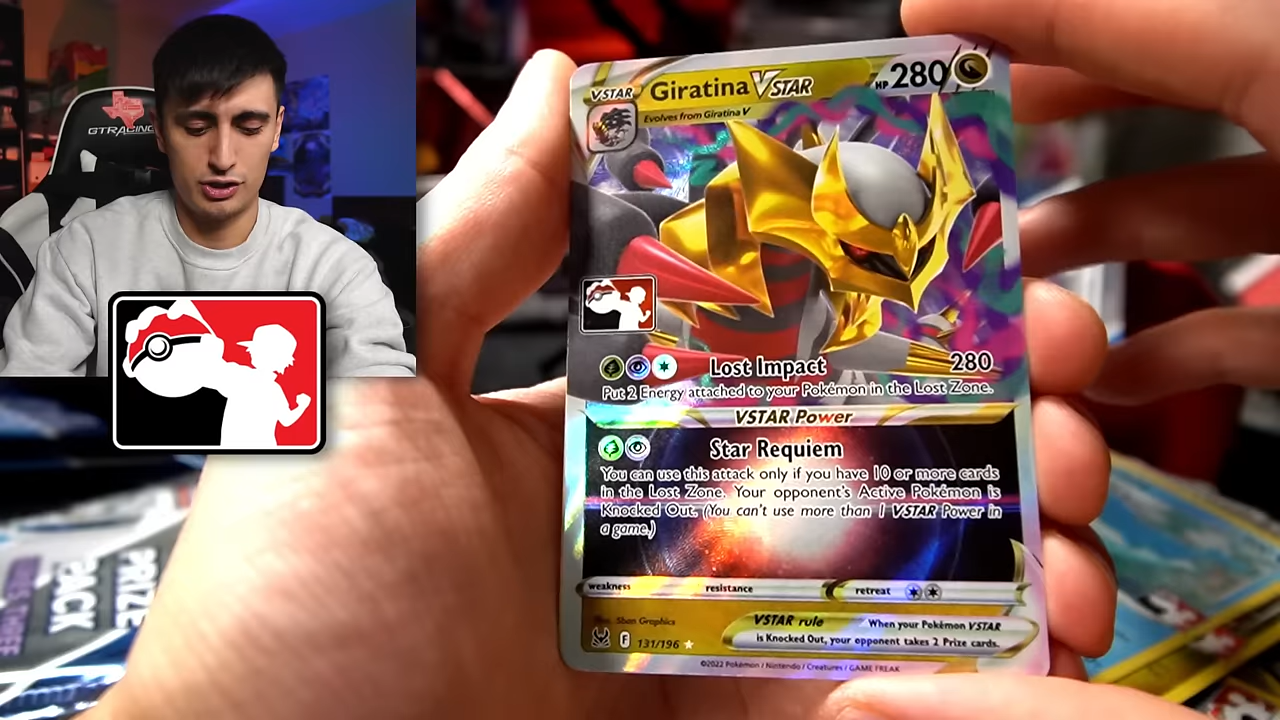 GTRACING
VSTAR Giratina VSTAR HP 280
Evolves from Giratina V
Lost Impact 280
Put 2 Energy attached to your Pokémon in the Lost Zone.
VSTAR Power
Star Requiem
You can use this attack only if you have 10 or more cards
in the Lost Zone. Your opponent's Active Pokémon is
Knocked Out. (You can't use more than 1 VSTAR Power in
a game.)
weakness resistance retreat
Illus. 5ban Graphics
VSTAR rule When your Pokémon VSTAR
is Knocked Out, your opponent takes 2 Prize cards.
F 131/196
©2022 Pokémon / Nintendo / Creatures / GAME FREAK
PRIZE
PACK